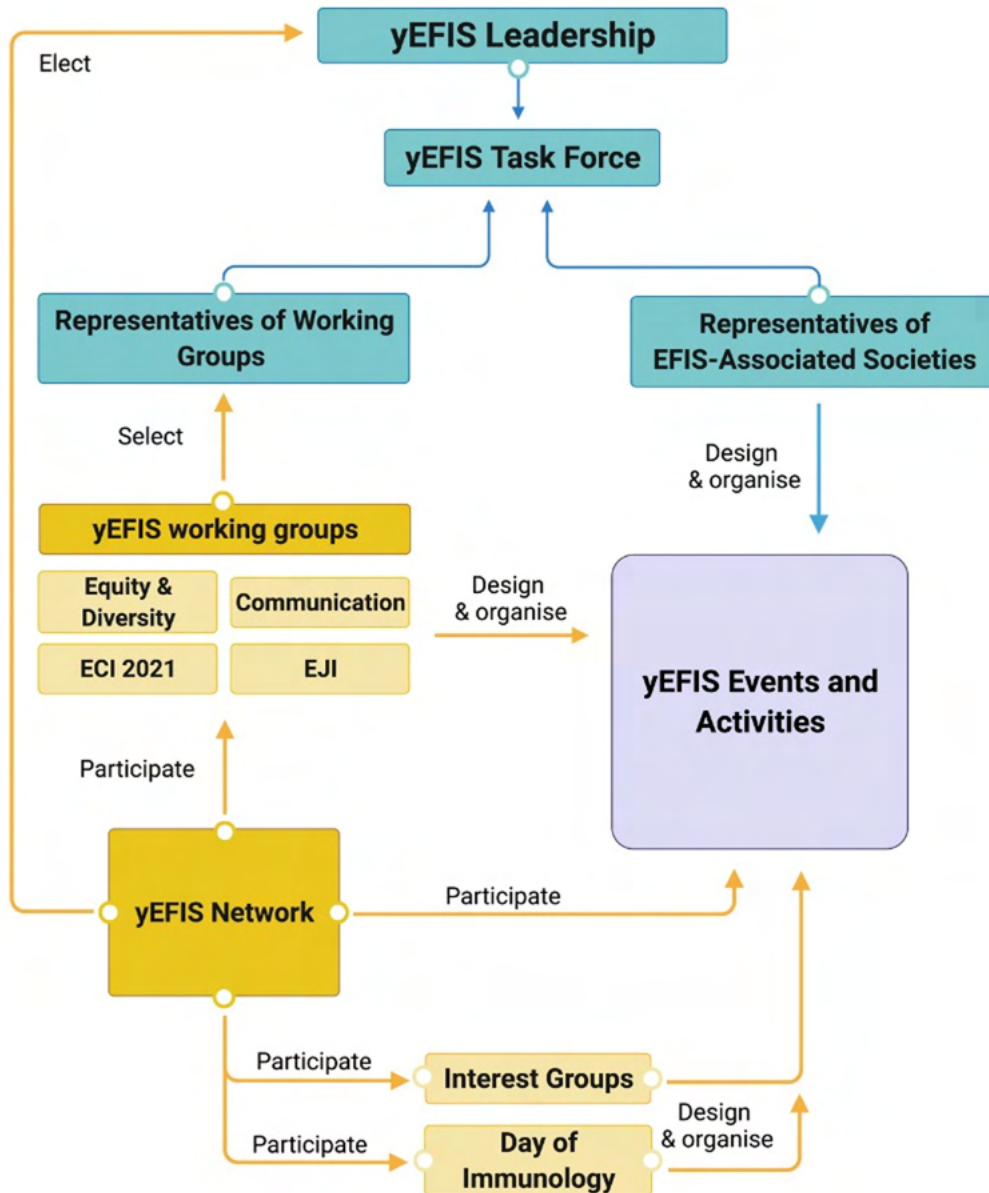 yEFIS Leadership
Elect
yEFIS Task Force
Representatives of Working
Groups
Representatives of
EFIS-Associated Societies
Select
Design
& organise
yEFIS working groups
Equity &
Diversity
Communication
ECI 2021
EJI
Design
& organise
yEFIS Events and
Activities
Participate
yEFIS Network
Participate
Participate
Interest Groups
Design
& organise
Participate
Day of
Immunology